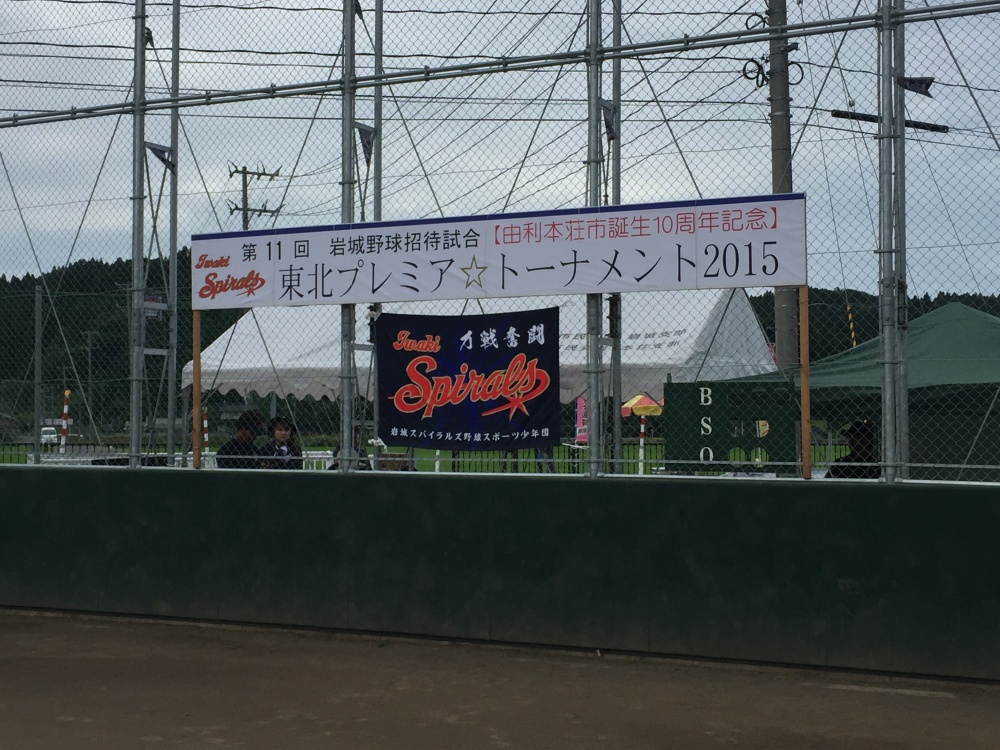 第11回 岩城野球招待試合【由利本荘市誕生10周年記念】
Iwaki
Spirals
東北プレミア☆トーナメント2015
Iwaki 力戦奮闘
Spirals
岩城スパイラルズ野球スポーツ少年団
B
S
O